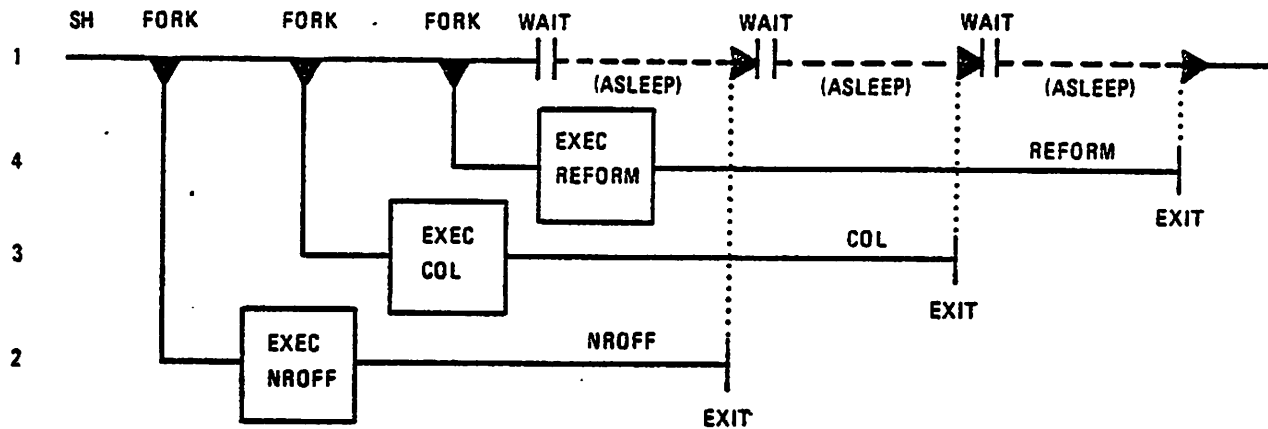 SH FORK FORK FORK WAIT WAIT WAIT
1
(ASLEEP) (ASLEEP) (ASLEEP)
EXEC
REFORM
REFORM
4
EXIT
EXEC
COL
COL
3
EXIT
EXEC
NROFF
NROFF
2
EXIT